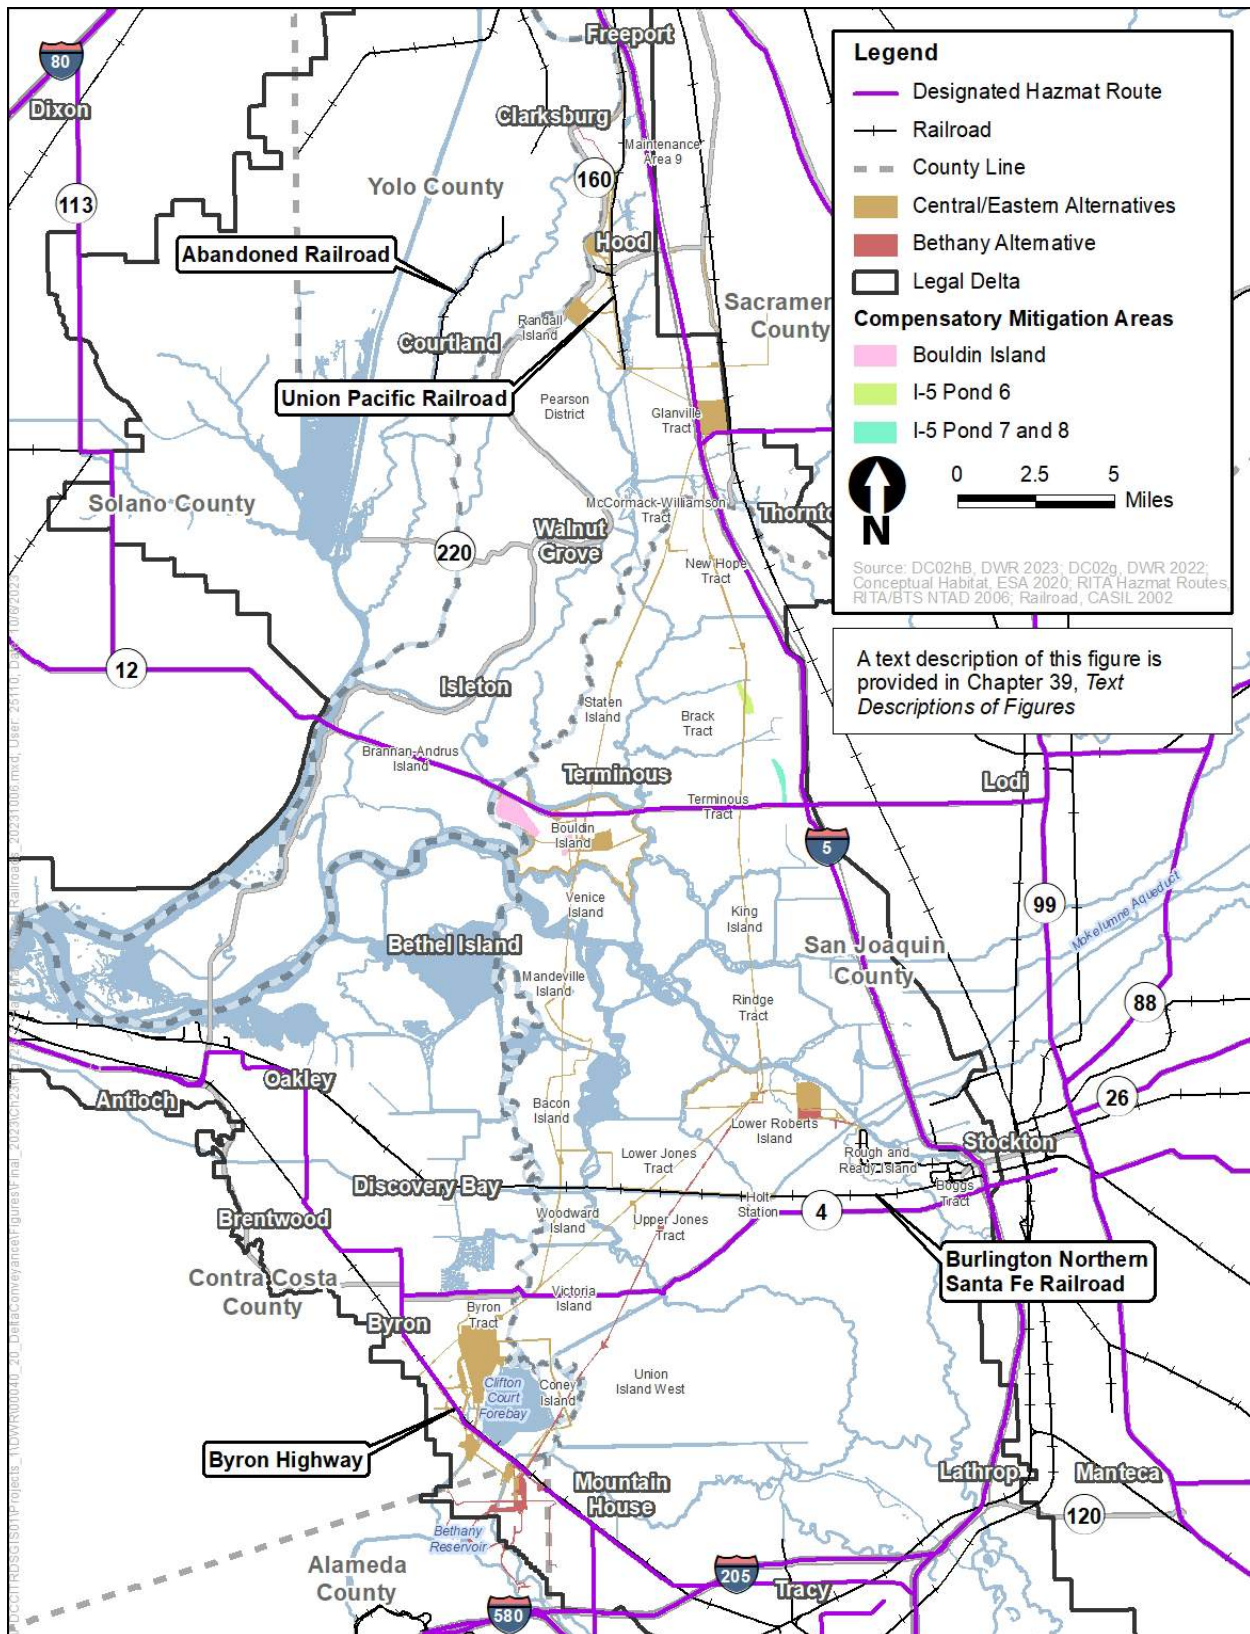 Freeport
80
Dixon
Clarksburg
Maintenance
Area 9
160
Yolo County
113
Abandoned Railroad
Hood
Randall
Island
Sacramen
County
Courtland
Union Pacific Railroad
Pearson
District
Glanville
Tract
Solano County
McCormack-Williamson
Tract
Walnut
Grove
Thornto
220
New Hope
Tract
12
Isleton
Staten
Island
Brack
Tract
Brannan-Andrus
Island
Terminous
Lodi
Terminous
Tract
Bouldin
Island
5
Venice
Island
99
King
Island
Mokelumne Aqueduct
Bethel Island
San Joaquin
County
Mandeville
Island
Rindge
Tract
88
Oakley
Antioch
26
Bacon
Island
Lower Roberts
Island
Stockton
Lower Jones
Tract
Rough and
Ready Island
Discovery Bay
Boggs
Tract
Holt
Station
4
Brentwood
Woodward
Island
Upper Jones
Tract
Burlington Northern
Santa Fe Railroad
Contra Costa
County
Victoria
Island
Byron
Byron
Tract
Union
Island West
Clifton
Court
Forebay
Coney
Island
Byron Highway
Mountain
House
Lathrop
Manteca
120
Bethany
Reservoir
Alameda
County
205
Tracy
580
Legend
Designated Hazmat Route
Railroad
County Line
Central/Eastern Alternatives
Bethany Alternative
Legal Delta
Compensatory Mitigation Areas
Bouldin Island
I-5 Pond 6
I-5 Pond 7 and 8
0 2.5 5
Miles
N
Source: DC02hB, DWR 2023; DC02g, DWR 2022;
Conceptual Habitat, ESA 2020; RITA Hazmat Routes,
RITA/BTS NTAD 2006; Railroad, CASIL 2002
A text description of this figure is
provided in Chapter 39, Text
Descriptions of Figures